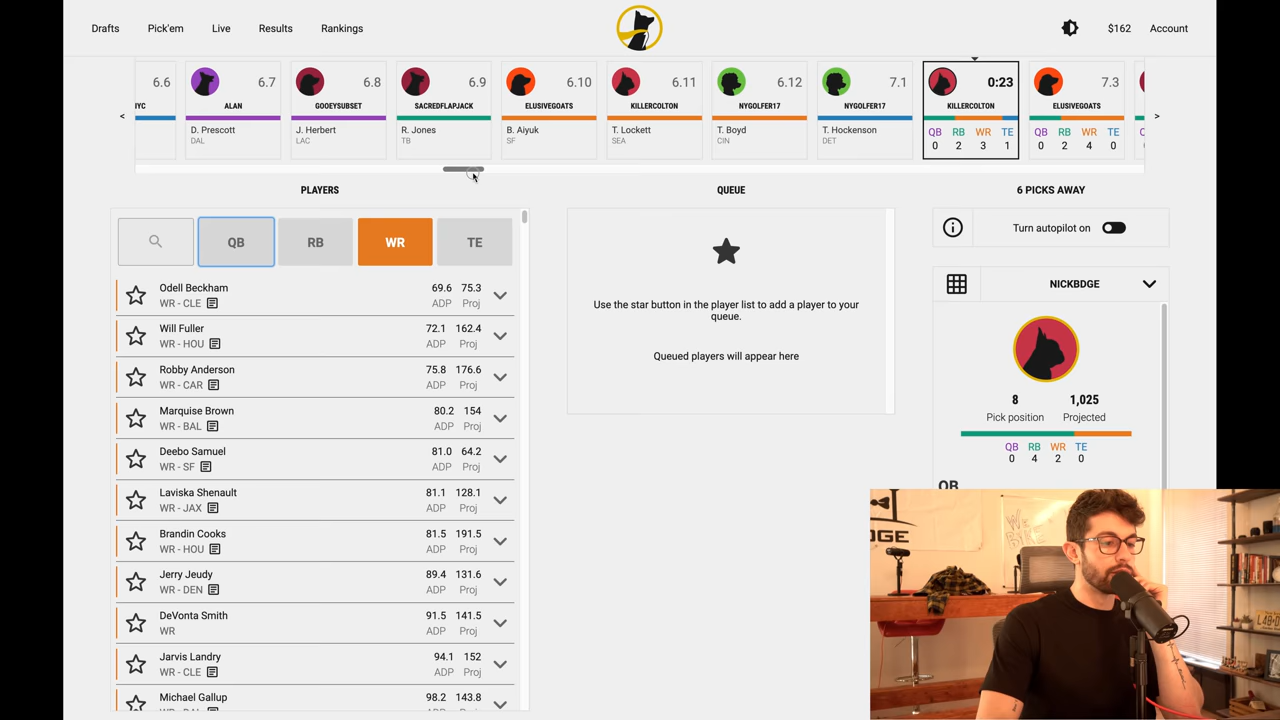 Drafts Pick'em Live Results Rankings $162 Account
6.6 6.7 6.8 6.9 6.10 6.11 6.12 7.1 0:23 7.3
ALAN GOOEYSUBSET SACREDFLAPJACK ELUSIVEGOATS KILLERCOLTON NYGOLFER17 NYGOLFER17 KILLERCOLTON ELUSIVEGOATS
D. Prescott J. Herbert R. Jones B. Aiyuk T. Lockett T. Boyd T. Hockenson QB RB WR TE QB RB WR TE
DAL LAC TB SF SEA CIN DET 0 2 3 1 0 2 4 0
< >
PLAYERS QUEUE 6 PICKS AWAY
QB RB WR TE
Turn autopilot on
Odell Beckham 69.6 75.3
WR - CLE ADP Proj
Will Fuller 72.1 162.4
WR - HOU ADP Proj
Robby Anderson 75.8 176.6
WR - CAR ADP Proj
Marquise Brown 80.2 154
WR - BAL ADP Proj
Deebo Samuel 81.0 64.2
WR - SF ADP Proj
Laviska Shenault 81.1 128.1
WR - JAX ADP Proj
Brandin Cooks 81.5 191.5
WR - HOU ADP Proj
Jerry Jeudy 89.4 131.6
WR - DEN ADP Proj
DeVonta Smith 91.5 141.5
WR ADP Proj
Jarvis Landry 94.1 152
WR - CLE ADP Proj
Michael Gallup 98.2 143.8
Use the star button in the player list to add a player to your
queue.
Queued players will appear here
NICKBDGE
8 1,025
Pick position Projected
QB RB WR TE
0 4 2 0
QB